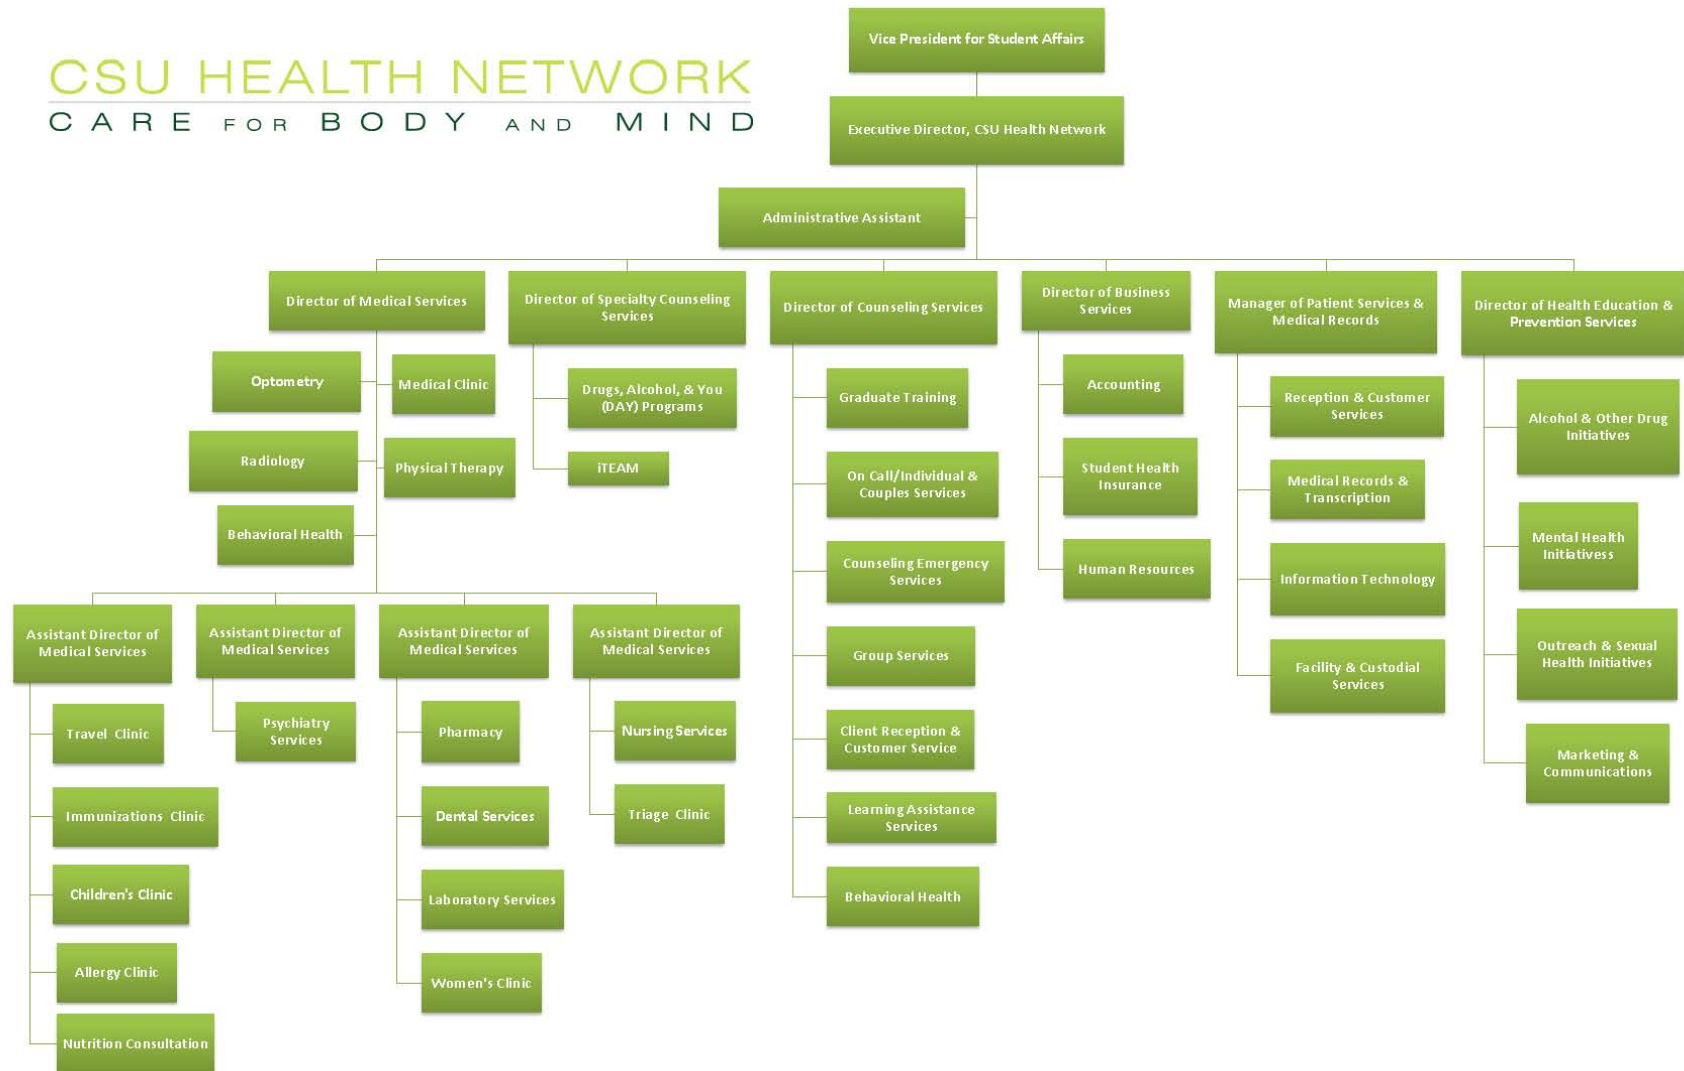 CSU HEALTH NETWORK
CARE FOR BODY AND MIND
Vice President for Student Affairs
Executive Director, CSU Health Network
Administrative Assistant
Director of Medical Services
Director of Specialty Counseling
Services
Director of Counseling Services
Director of Business
Services
Manager of Patient Services &
Medical Records
Director of Health Education &
Prevention Services
Optometry
Medical Clinic
Radiology
Physical Therapy
Behavioral Health
Drugs, Alcohol, & You
(DAY) Programs
iTEAM
Graduate Training
On Call/Individual &
Couples Services
Counseling Emergency
Services
Group Services
Client Reception &
Customer Service
Learning Assistance
Services
Behavioral Health
Accounting
Student Health
Insurance
Human Resources
Reception & Customer
Services
Medical Records &
Transcription
Information Technology
Facility & Custodial
Services
Alcohol & Other Drug
Initiatives
Mental Health
Initiativess
Outreach & Sexual
Health Initiatives
Marketing &
Communications
Assistant Director of
Medical Services
Travel Clinic
Immunizations Clinic
Children's Clinic
Allergy Clinic
Nutrition Consultation
Assistant Director of
Medical Services
Psychiatry
Services
Assistant Director of
Medical Services
Pharmacy
Dental Services
Laboratory Services
Women's Clinic
Assistant Director of
Medical Services
Nursing Services
Triage Clinic